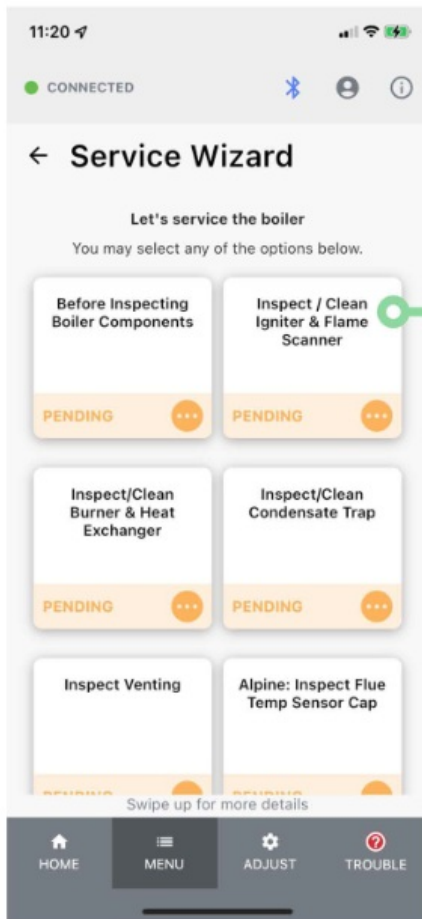 11:20
CONNECTED
Service Wizard
Let's service the boiler
You may select any of the options below.
Before Inspecting
Boiler Components
PENDING
Inspect / Clean
Igniter & Flame
Scanner
PENDING
Inspect/Clean
Burner & Heat
Exchanger
PENDING
Inspect/Clean
Condensate Trap
PENDING
Inspect Venting
Alpine: Inspect Flue
Temp Sensor Cap
Swipe up for more details
HOME
MENU
ADJUST
TROUBLE